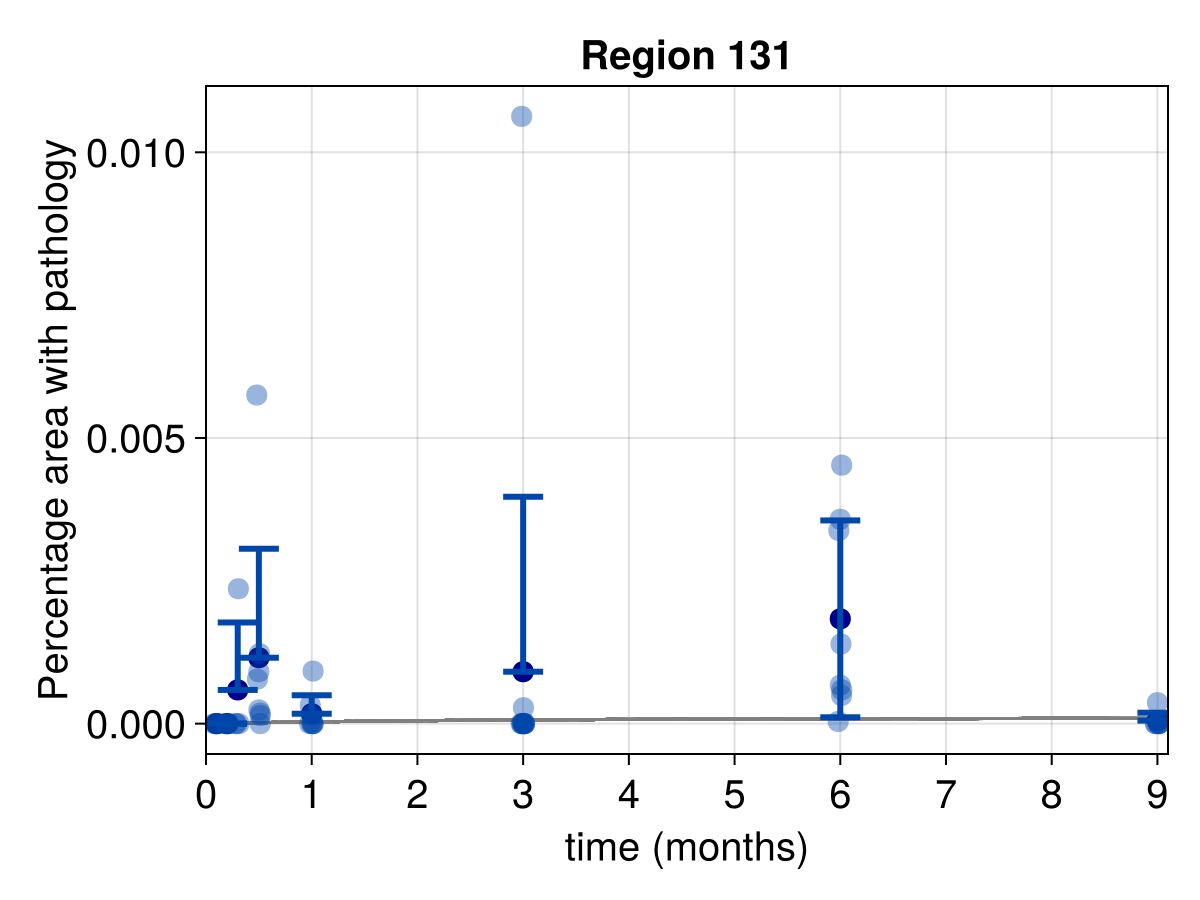 Region 131
Percentage area with pathology
0.010
0.005
0.000
0 1 2 3 4 5 6 7 8 9
time (months)